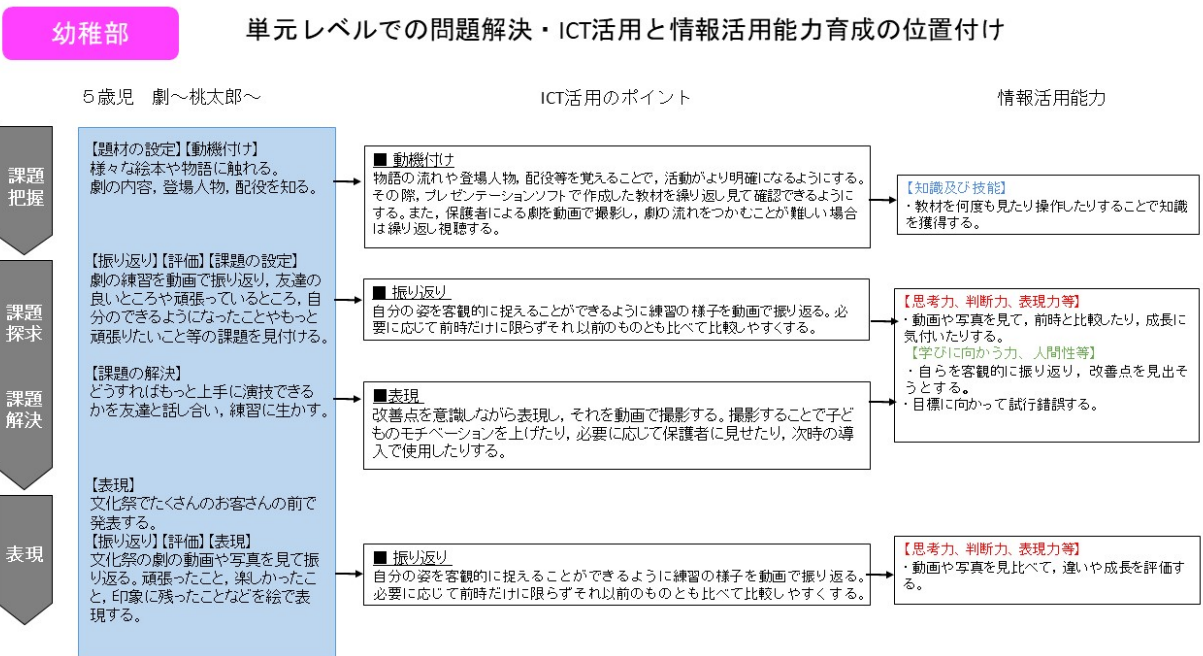 幼稚部
単元レベルでの問題解決・ICT活用と情報活用能力育成の位置付け
５歳児　劇～桃太郎～
ICT活用のポイント
情報活用能力
課題
把握
【題材の設定】【動機付け】
様々な絵本や物語に触れる。
劇の内容，登場人物，配役を知る。
■ 動機付け
物語の流れや登場人物，配役等を覚えることで，活動がより明確になるようにする。
その際，プレゼンテーションソフトで作成した教材を繰り返し見て確認できるように
する。また，保護者による劇を動画で撮影し，劇の流れをつかむことが難しい場合
は繰り返し視聴する。
【知識及び技能】
・教材を何度も見たり操作したりすることで知識
を獲得する。
課題
探求
課題
解決
【振り返り】【評価】【課題の設定】
劇の練習を動画で振り返り，友達の
良いところや頑張っているところ，自
分のできるようになったことやもっと
頑張りたいこと等の課題を見付ける。
【課題の解決】
どうすればもっと上手に演技できる
かを友達と話し合い，練習に生かす。
■ 振り返り
自分の姿を客観的に捉えることができるように練習の様子を動画で振り返る。必
要に応じて前時だけに限らずそれ以前のものとも比べて比較しやすくする。
■表現
改善点を意識しながら表現し，それを動画で撮影する。撮影することで子ど
ものモチベーションを上げたり，必要に応じて保護者に見せたり，次時の導
入で使用したりする。
【思考力、判断力、表現力等】
・動画や写真を見て，前時と比較したり，成長に
気付いたりする。
【学びに向かう力、人間性等】
・自らを客観的に振り返り，改善点を見出そ
うとする。
・目標に向かって試行錯誤する。
表現
【表現】
文化祭でたくさんのお客さんの前で
発表する。
【振り返り】【評価】【表現】
文化祭の劇の動画や写真を見て振
り返る。頑張ったこと，楽しかったこ
と，印象に残ったことなどを絵で表
現する。
■ 振り返り
自分の姿を客観的に捉えることができるように練習の様子を動画で振り返る。
必要に応じて前時だけに限らずそれ以前のものとも比べて比較しやすくする。
【思考力、判断力、表現力等】
・動画や写真を見比べて，違いや成長を評価す
る。